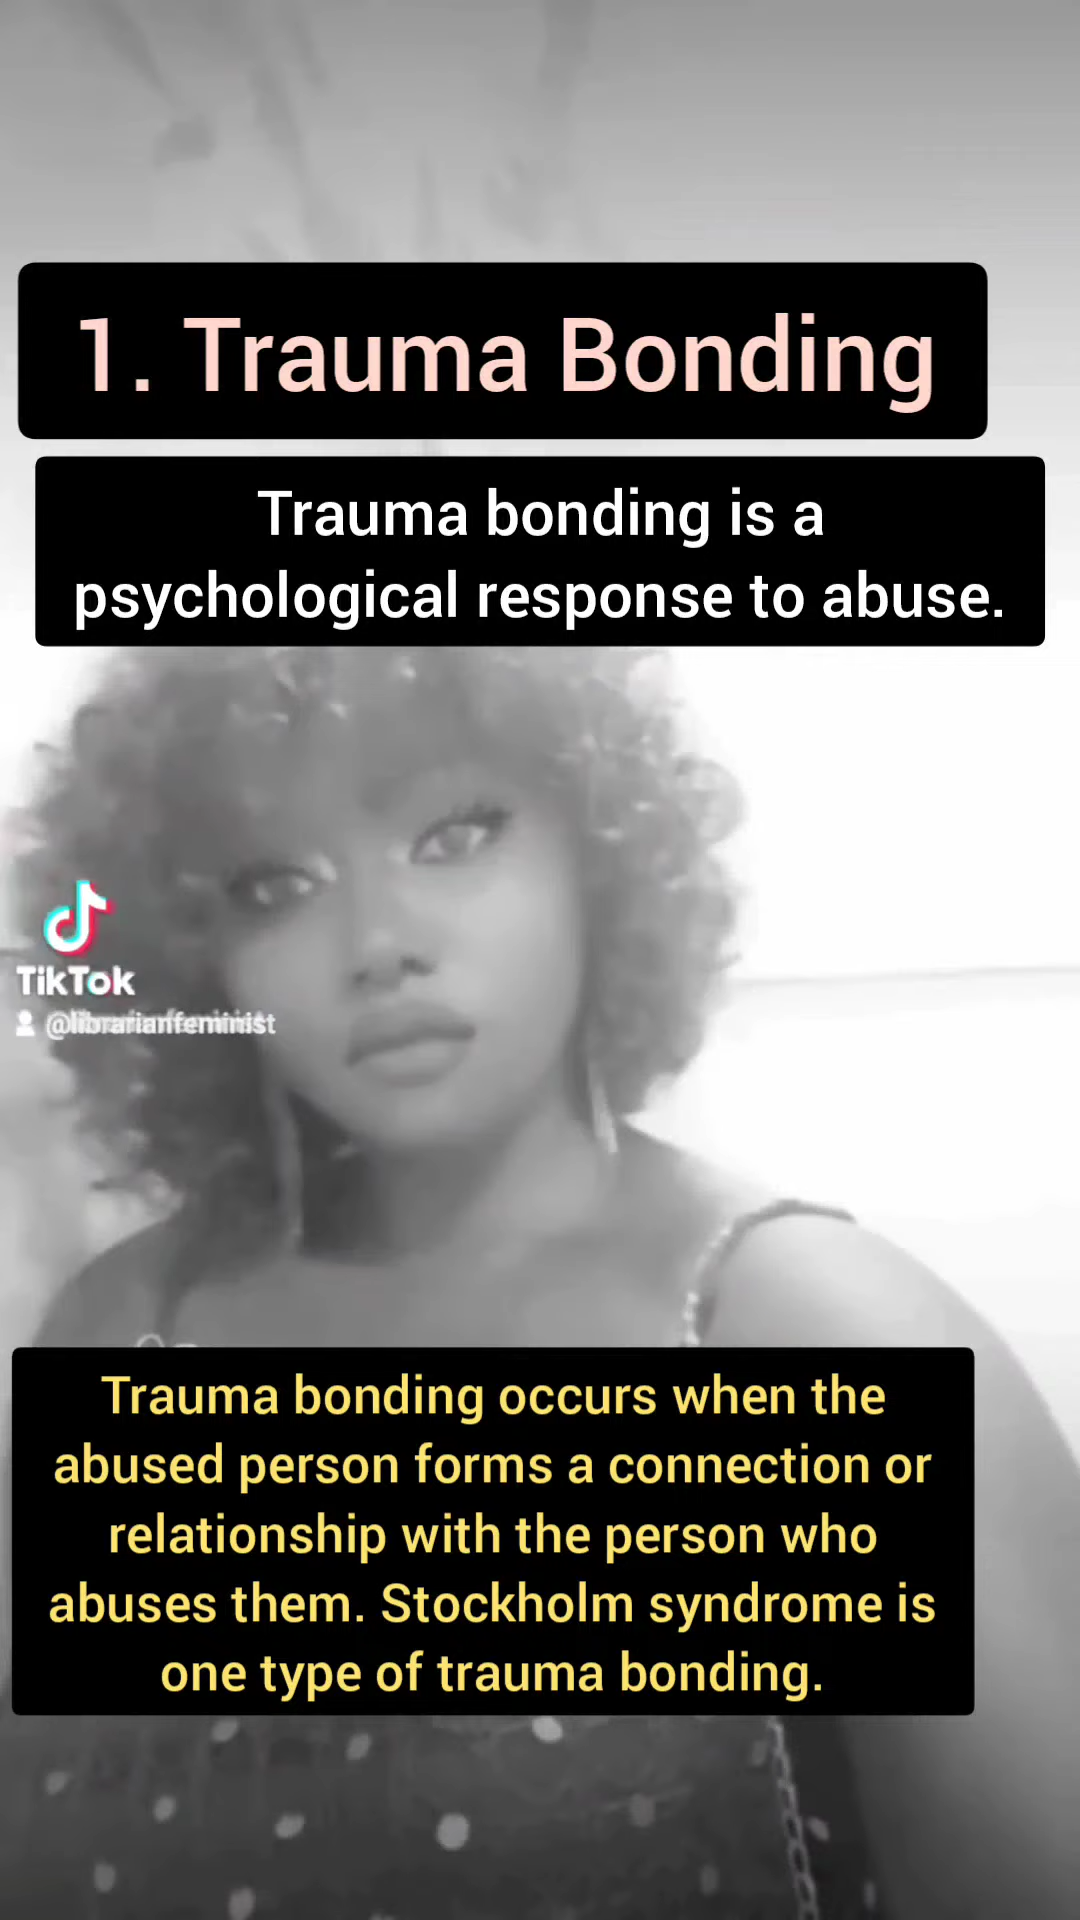 1. Trauma Bonding
Trauma bonding is a
psychological response to abuse.
TikTok
@librarianfeminist
Trauma bonding occurs when the
abused person forms a connection or
relationship with the person who
abuses them. Stockholm syndrome is
one type of trauma bonding.